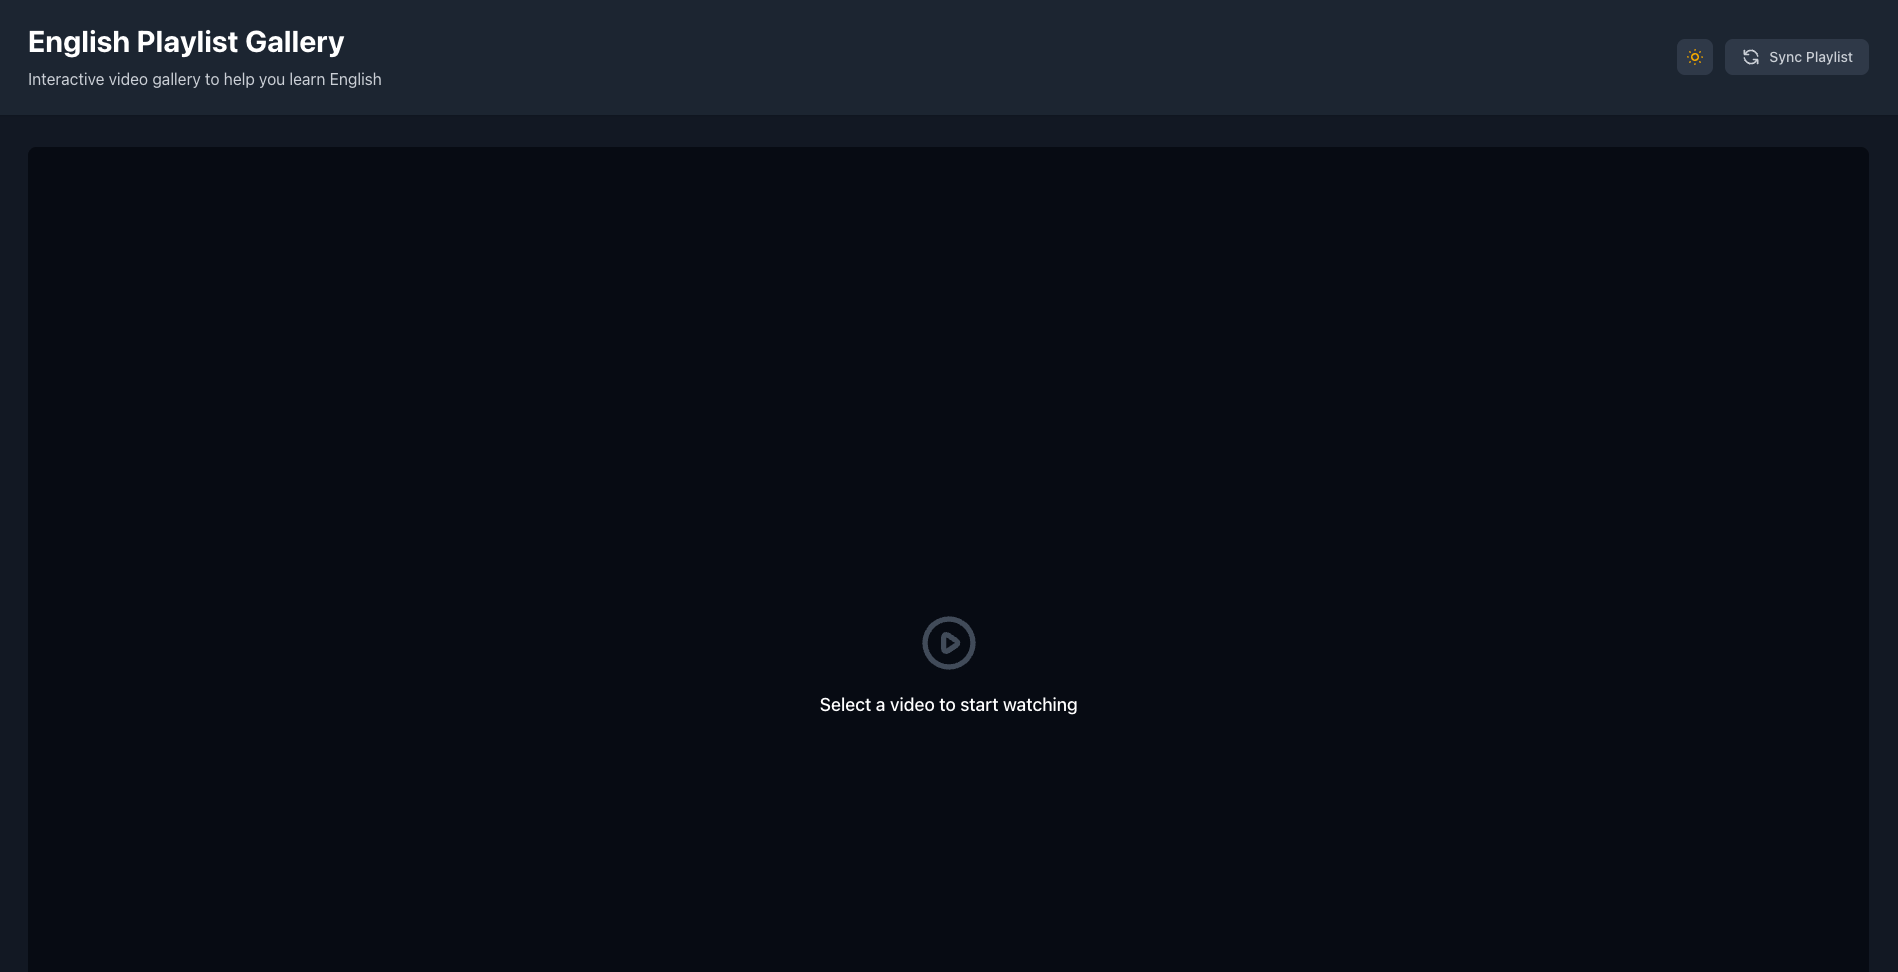 English Playlist Gallery
Interactive video gallery to help you learn English
Sync Playlist
Select a video to start watching